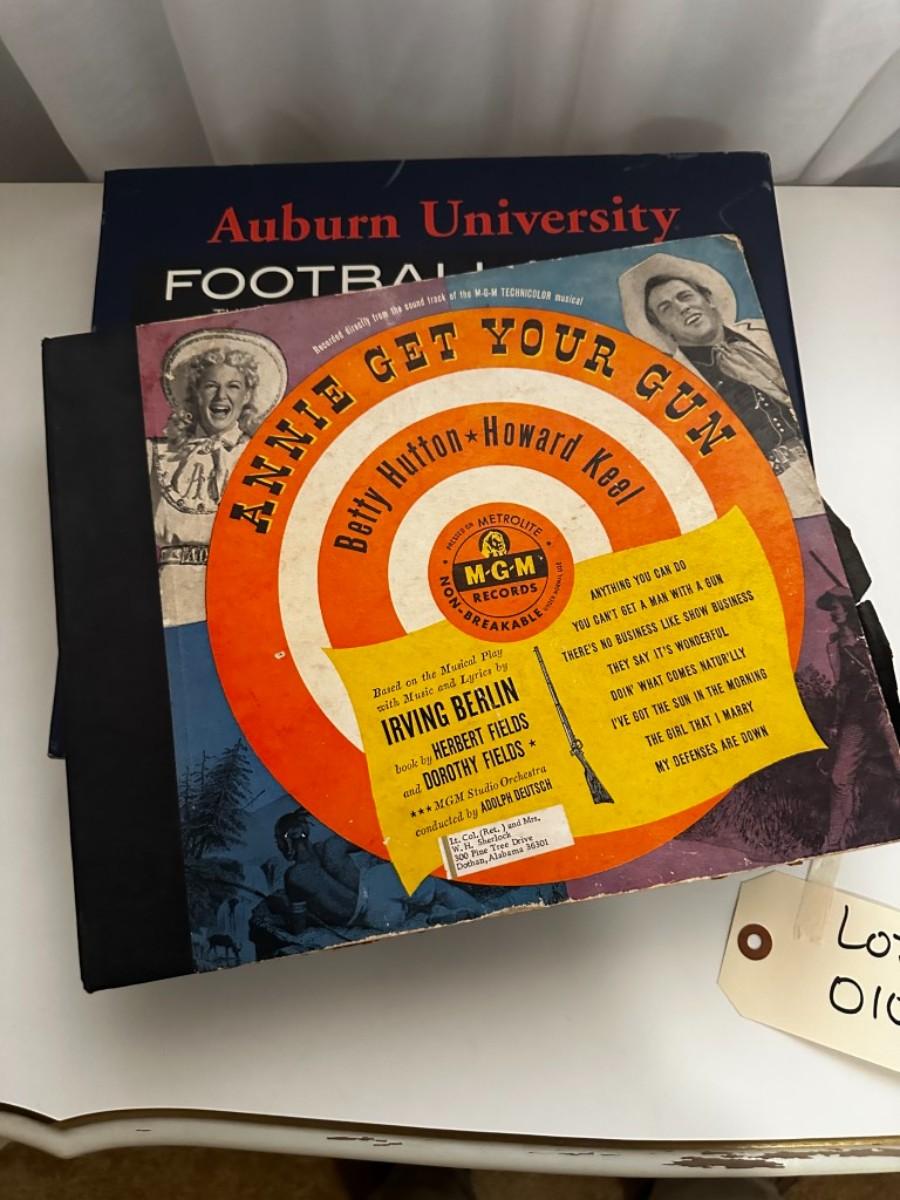 Auburn University
FOOTBALL
Recorded directly from the sound track of the M-G-M TECHNICOLOR musical
ANNIE GET YOUR GUN
Betty Hutton★Howard Keel
PRESSED ON METROLITE
M-G-M
RECORDS
NON-BREAKABLE
UNDER NORMAL USE
Based on the Musical Play
with Music and Lyrics by
IRVING BERLIN
book by HERBERT FIELDS
and DOROTHY FIELDS ★
★★★ MGM Studio Orchestra
conducted by ADOLPH DEUTSCH
ANYTHING YOU CAN DO
YOU CAN'T GET A MAN WITH A GUN
THERE'S NO BUSINESS LIKE SHOW BUSINESS
THEY SAY IT'S WONDERFUL
DOIN' WHAT COMES NATUR'LLY
I'VE GOT THE SUN IN THE MORNING
THE GIRL THAT I MARRY
MY DEFENSES ARE DOWN
Lt. Col. (Ret.) and Mrs.
W. H. Sherlock
300 Pine Tree Drive
Dothan, Alabama 36301
010